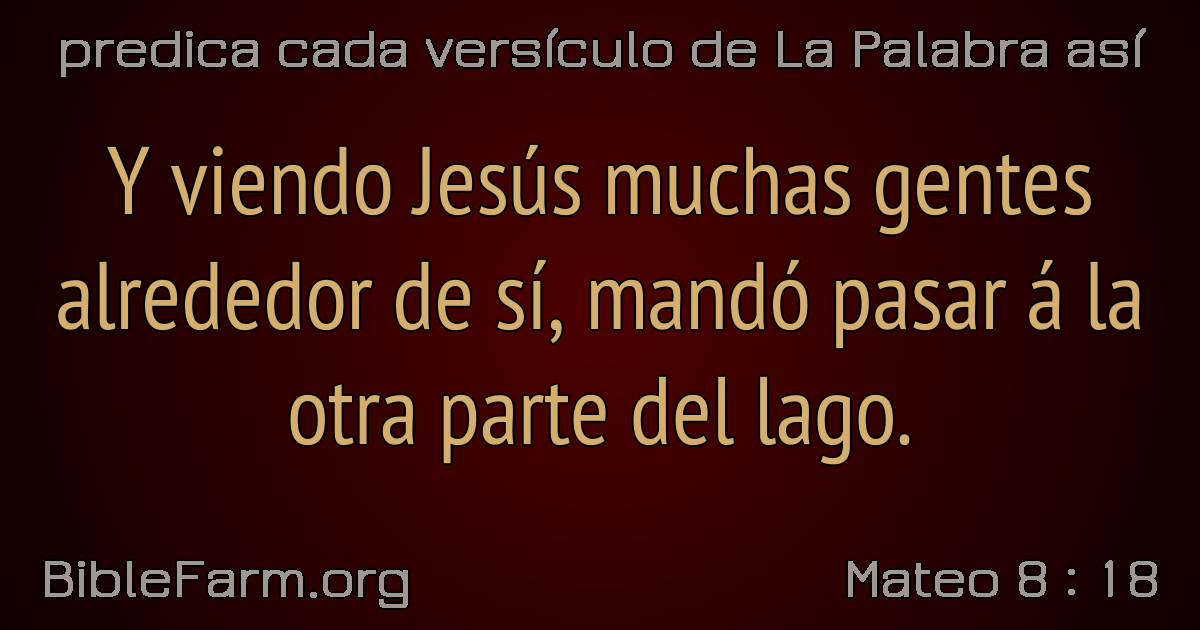 predica cada versículo de La Palabra así
Y viendo Jesús muchas gentes
alrededor de sí, mandó pasar á la
otra parte del lago.
BibleFarm.org
Mateo 8 : 18